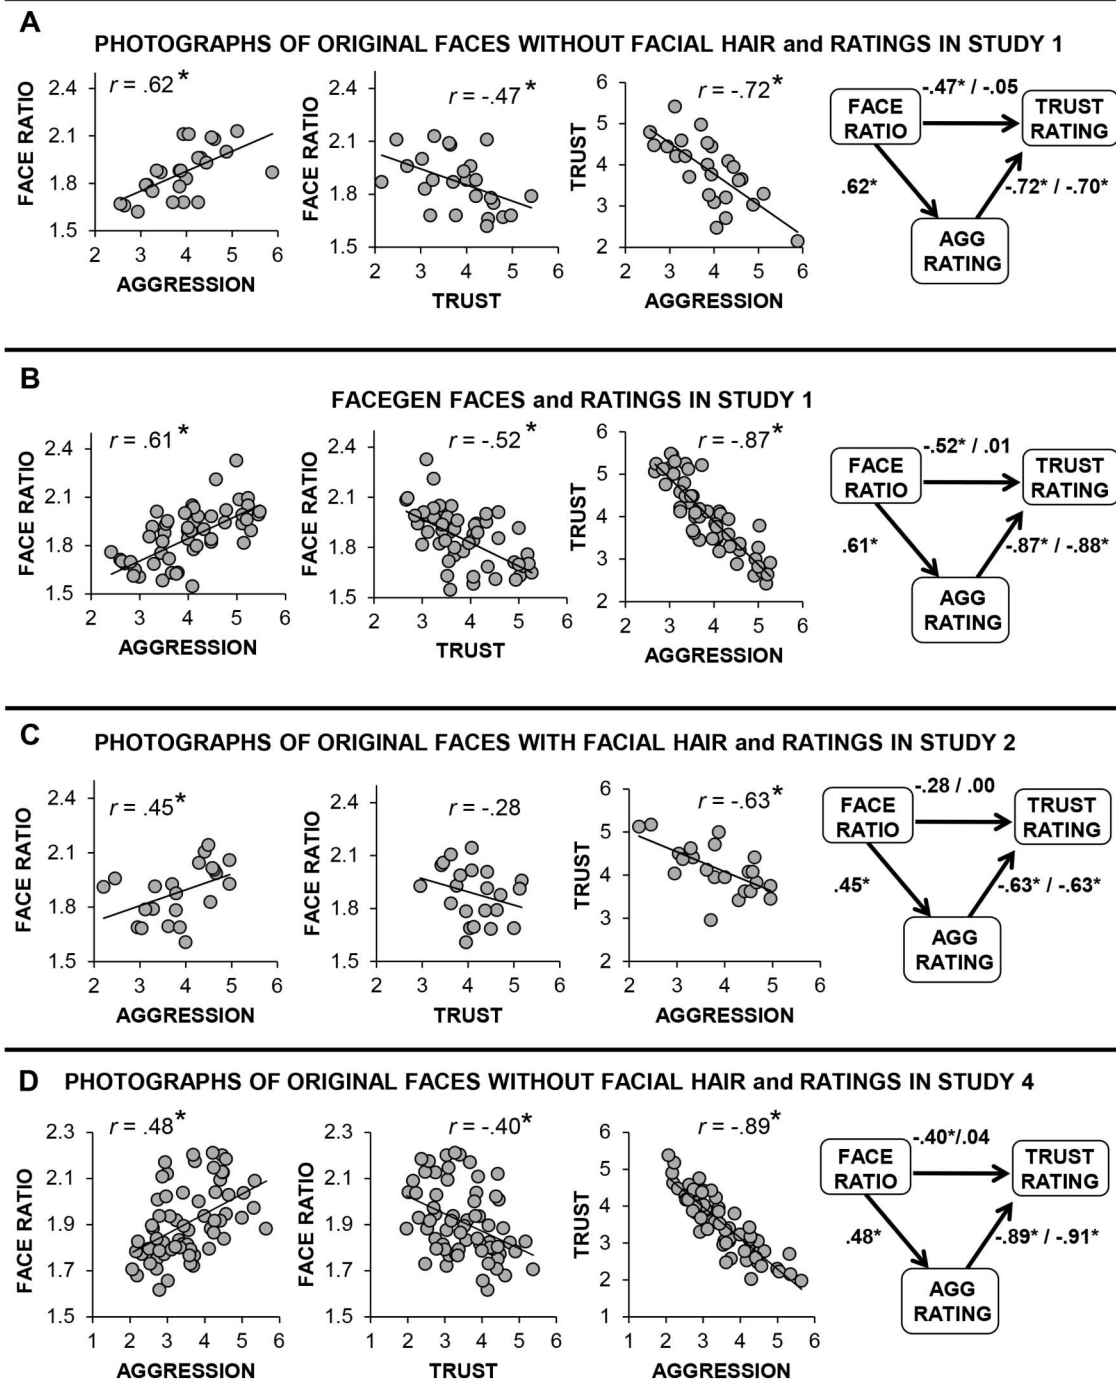 A
PHOTOGRAPHS OF ORIGINAL FACES WITHOUT FACIAL HAIR and RATINGS IN STUDY 1
FACE RATIO
2.4
2.1
1.8
1.5
r = .62*
2 3 4 5 6
AGGRESSION
FACE RATIO
2.4
2.1
1.8
1.5
r = -.47*
2 3 4 5 6
TRUST
TRUST
6
5
4
3
2
r = -.72*
2 3 4 5 6
AGGRESSION
FACE
RATIO
-.47* / -.05
TRUST
RATING
.62*
-.72* / -.70*
AGG
RATING
B
FACEGEN FACES and RATINGS IN STUDY 1
FACE RATIO
2.4
2.1
1.8
1.5
r = .61*
2 3 4 5 6
AGGRESSION
FACE RATIO
2.4
2.1
1.8
1.5
r = -.52*
2 3 4 5 6
TRUST
TRUST
6
5
4
3
2
r = -.87*
2 3 4 5 6
AGGRESSION
FACE
RATIO
-.52* / .01
TRUST
RATING
.61*
-.87* / -.88*
AGG
RATING
C
PHOTOGRAPHS OF ORIGINAL FACES WITH FACIAL HAIR and RATINGS IN STUDY 2
FACE RATIO
2.4
2.1
1.8
1.5
r = .45*
2 3 4 5 6
AGGRESSION
FACE RATIO
2.4
2.1
1.8
1.5
r = -.28
2 3 4 5 6
TRUST
TRUST
6
5
4
3
2
r = -.63*
2 3 4 5 6
AGGRESSION
FACE
RATIO
-.28 / .00
TRUST
RATING
.45*
-.63* / -.63*
AGG
RATING
D
PHOTOGRAPHS OF ORIGINAL FACES WITHOUT FACIAL HAIR and RATINGS IN STUDY 4
FACE RATIO
2.3
2.1
1.9
1.7
1.5
r = .48*
1 2 3 4 5 6
AGGRESSION
FACE RATIO
2.3
2.1
1.9
1.7
1.5
r = -.40*
1 2 3 4 5 6
TRUST
TRUST
6
5
4
3
2
1
r = -.89*
1 2 3 4 5 6
AGGRESSION
FACE
RATIO
-.40*/.04
TRUST
RATING
.48*
-.89* / -.91*
AGG
RATING